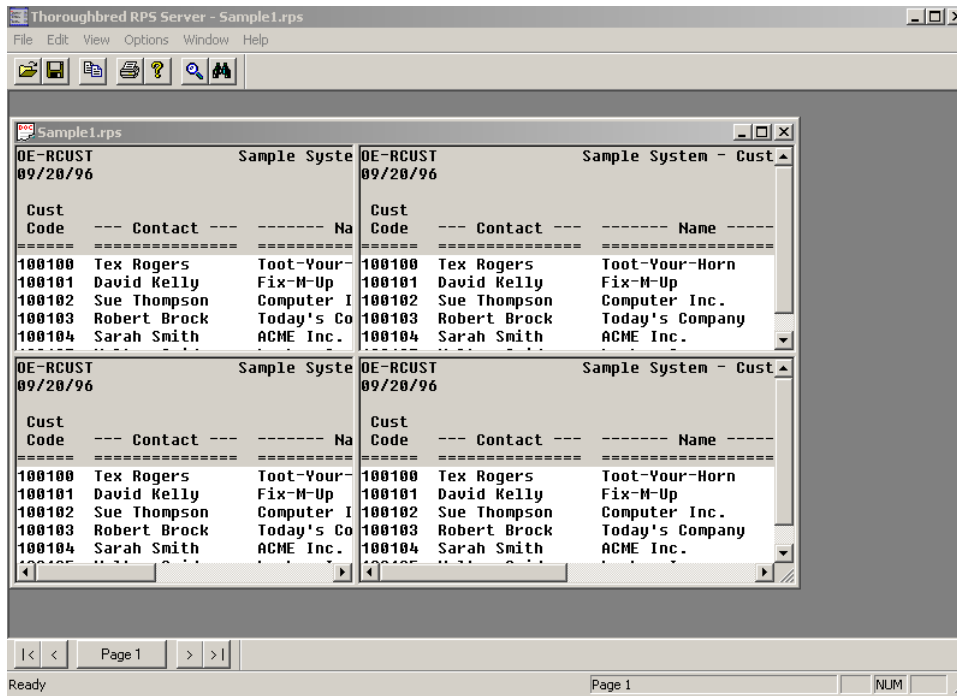 Thoroughbred RPS Server - Sample1.rps
File Edit View Options Window Help
Sample1.rps
OE-RCUST Sample Syste
09/20/96
Cust
Code --- Contact --- ------- Na
====== =============== ==========
100100 Tex Rogers Toot-Your-
100101 David Kelly Fix-M-Up
100102 Sue Thompson Computer I
100103 Robert Brock Today's Co
100104 Sarah Smith ACME Inc.
OE-RCUST Sample System - Cust
09/20/96
Cust
Code --- Contact --- ------- Name -----
====== =============== ==================
100100 Tex Rogers Toot-Your-Horn
100101 David Kelly Fix-M-Up
100102 Sue Thompson Computer Inc.
100103 Robert Brock Today's Company
100104 Sarah Smith ACME Inc.
OE-RCUST Sample Syste
09/20/96
Cust
Code --- Contact --- ------- Na
====== =============== ==========
100100 Tex Rogers Toot-Your-
100101 David Kelly Fix-M-Up
100102 Sue Thompson Computer I
100103 Robert Brock Today's Co
100104 Sarah Smith ACME Inc.
OE-RCUST Sample System - Cust
09/20/96
Cust
Code --- Contact --- ------- Name -----
====== =============== ==================
100100 Tex Rogers Toot-Your-Horn
100101 David Kelly Fix-M-Up
100102 Sue Thompson Computer Inc.
100103 Robert Brock Today's Company
100104 Sarah Smith ACME Inc.
|< < Page 1 > >|
Ready Page 1 NUM